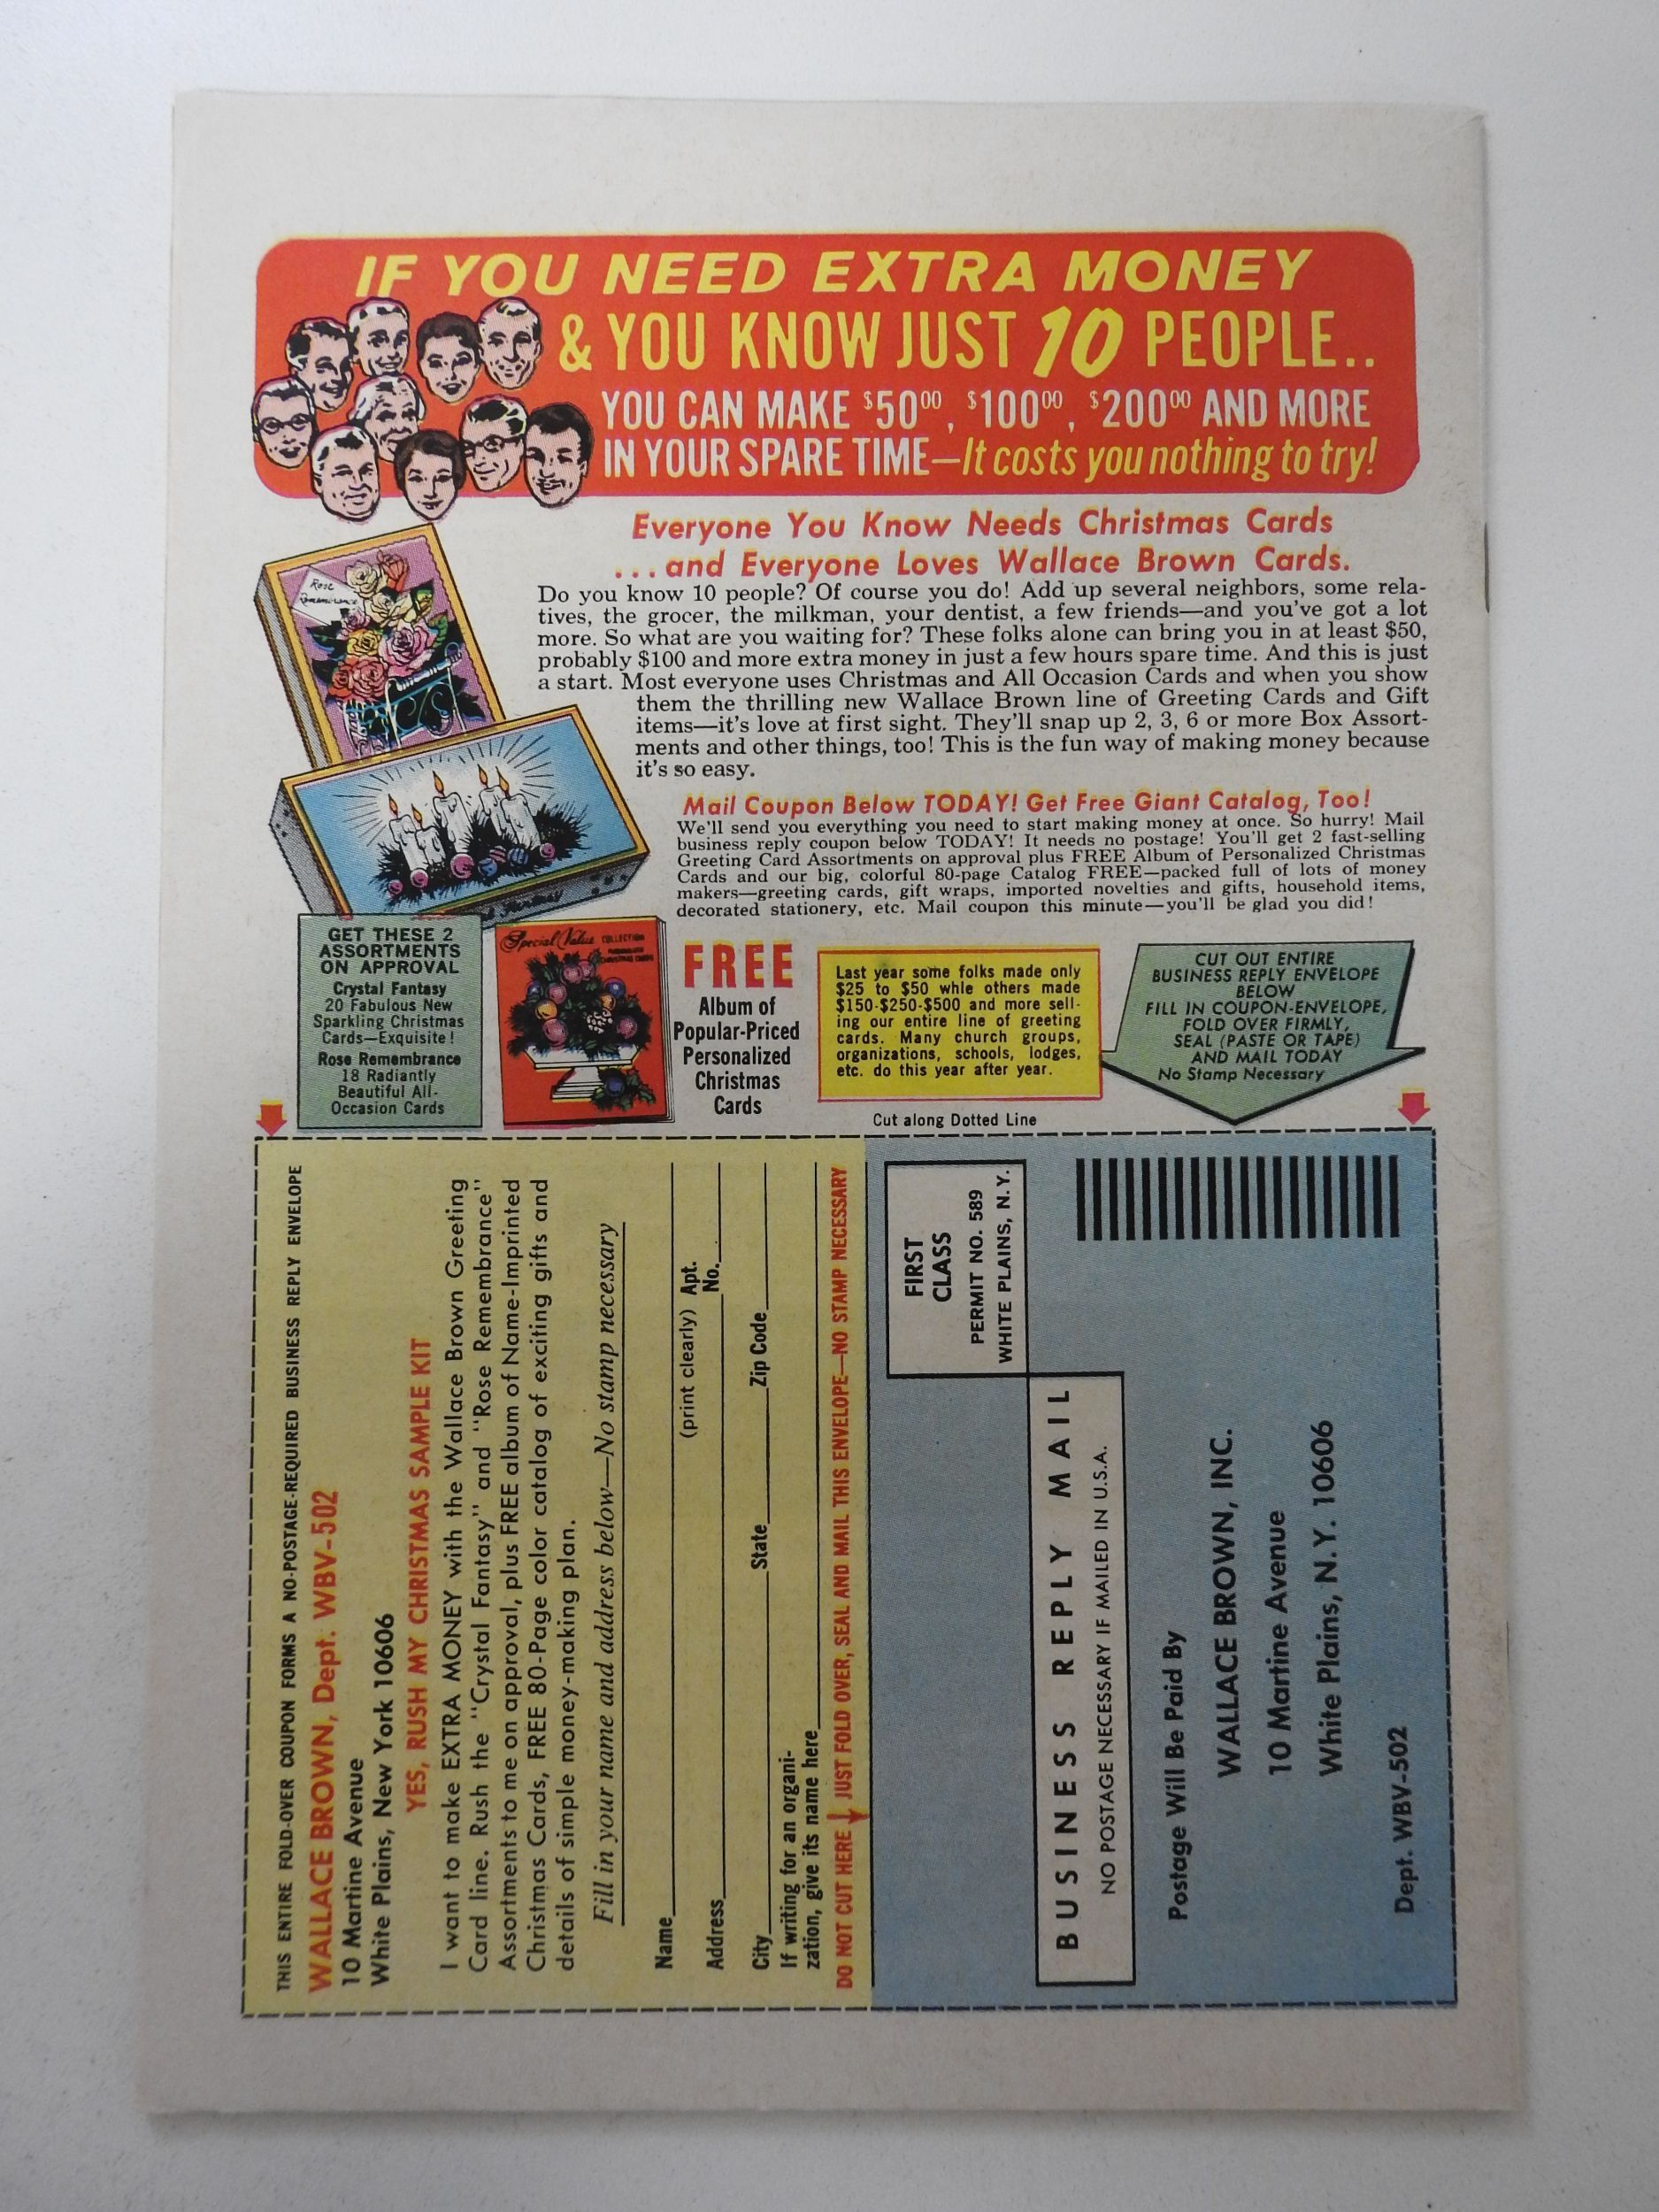 IF YOU NEED EXTRA MONEY
& YOU KNOW JUST 10 PEOPLE..
YOU CAN MAKE $50⁰⁰, $100⁰⁰, $200⁰⁰ AND MORE
IN YOUR SPARE TIME—It costs you nothing to try!
Everyone You Know Needs Christmas Cards
...and Everyone Loves Wallace Brown Cards.
Rose
Remembrance
Do you know 10 people? Of course you do! Add up several neighbors, some rela-
tives, the grocer, the milkman, your dentist, a few friends—and you've got a lot
more. So what are you waiting for? These folks alone can bring you in at least $50,
probably $100 and more extra money in just a few hours spare time. And this is just
a start. Most everyone uses Christmas and All Occasion Cards and when you show
them the thrilling new Wallace Brown line of Greeting Cards and Gift
items—it's love at first sight. They'll snap up 2, 3, 6 or more Box Assort-
ments and other things, too! This is the fun way of making money because
it's so easy.
Mail Coupon Below TODAY! Get Free Giant Catalog, Too!
We'll send you everything you need to start making money at once. So hurry! Mail
business reply coupon below TODAY! It needs no postage! You'll get 2 fast-selling
Greeting Card Assortments on approval plus FREE Album of Personalized Christmas
Cards and our big, colorful 80-page Catalog FREE—packed full of lots of money
makers—greeting cards, gift wraps, imported novelties and gifts, household items,
decorated stationery, etc. Mail coupon this minute—you'll be glad you did!
GET THESE 2
ASSORTMENTS
ON APPROVAL
Crystal Fantasy
20 Fabulous New
Sparkling Christmas
Cards—Exquisite!
Rose Remembrance
18 Radiantly
Beautiful All-
Occasion Cards
Special Value COLLECTION
PERSONALIZED
CHRISTMAS CARDS
FREE
Album of
Popular-Priced
Personalized
Christmas
Cards
Last year some folks made only
$25 to $50 whle others made
$150-$250-$500 and more sell-
ing our entire line of greeting
cards. Many church groups,
organizations, schools, lodges,
etc. do this year after year.
CUT OUT ENTIRE
BUSINESS REPLY ENVELOPE
BELOW
FILL IN COUPON-ENVELOPE,
FOLD OVER FIRMLY,
SEAL (PASTE OR TAPE)
AND MAIL TODAY
No Stamp Necessary
Cut along Dotted Line
THIS ENTIRE FOLD-OVER COUPON FORMS A NO-POSTAGE-REQUIRED BUSINESS REPLY ENVELOPE
WALLACE BROWN, Dept. WBV-502
10 Martine Avenue
White Plains, New York 10606
YES, RUSH MY CHRISTMAS SAMPLE KIT
I want to make EXTRA MONEY with the Wallace Brown Greeting
Card line. Rush the "Crystal Fantasy" and "Rose Remembrance"
Assortments to me on approval, plus FREE album of Name-Imprinted
Christmas Cards, FREE 80-Page color catalog of exciting gifts and
details of simple money-making plan.
Fill in your name and address below—No stamp necessary
Name
(print clearly)
Address Apt. No.
City State Zip Code
If writing for an organi-
zation, give its name here
DO NOT CUT HERE JUST FOLD OVER, SEAL AND MAIL THIS ENVELOPE—NO STAMP NECESSARY
FIRST
CLASS
PERMIT NO. 589
WHITE PLAINS, N.Y.
BUSINESS REPLY MAIL
NO POSTAGE NECESSARY IF MAILED IN U.S.A.
Postage Will Be Paid By
WALLACE BROWN, INC.
10 Martine Avenue
White Plains, N.Y. 10606
Dept. WBV-502